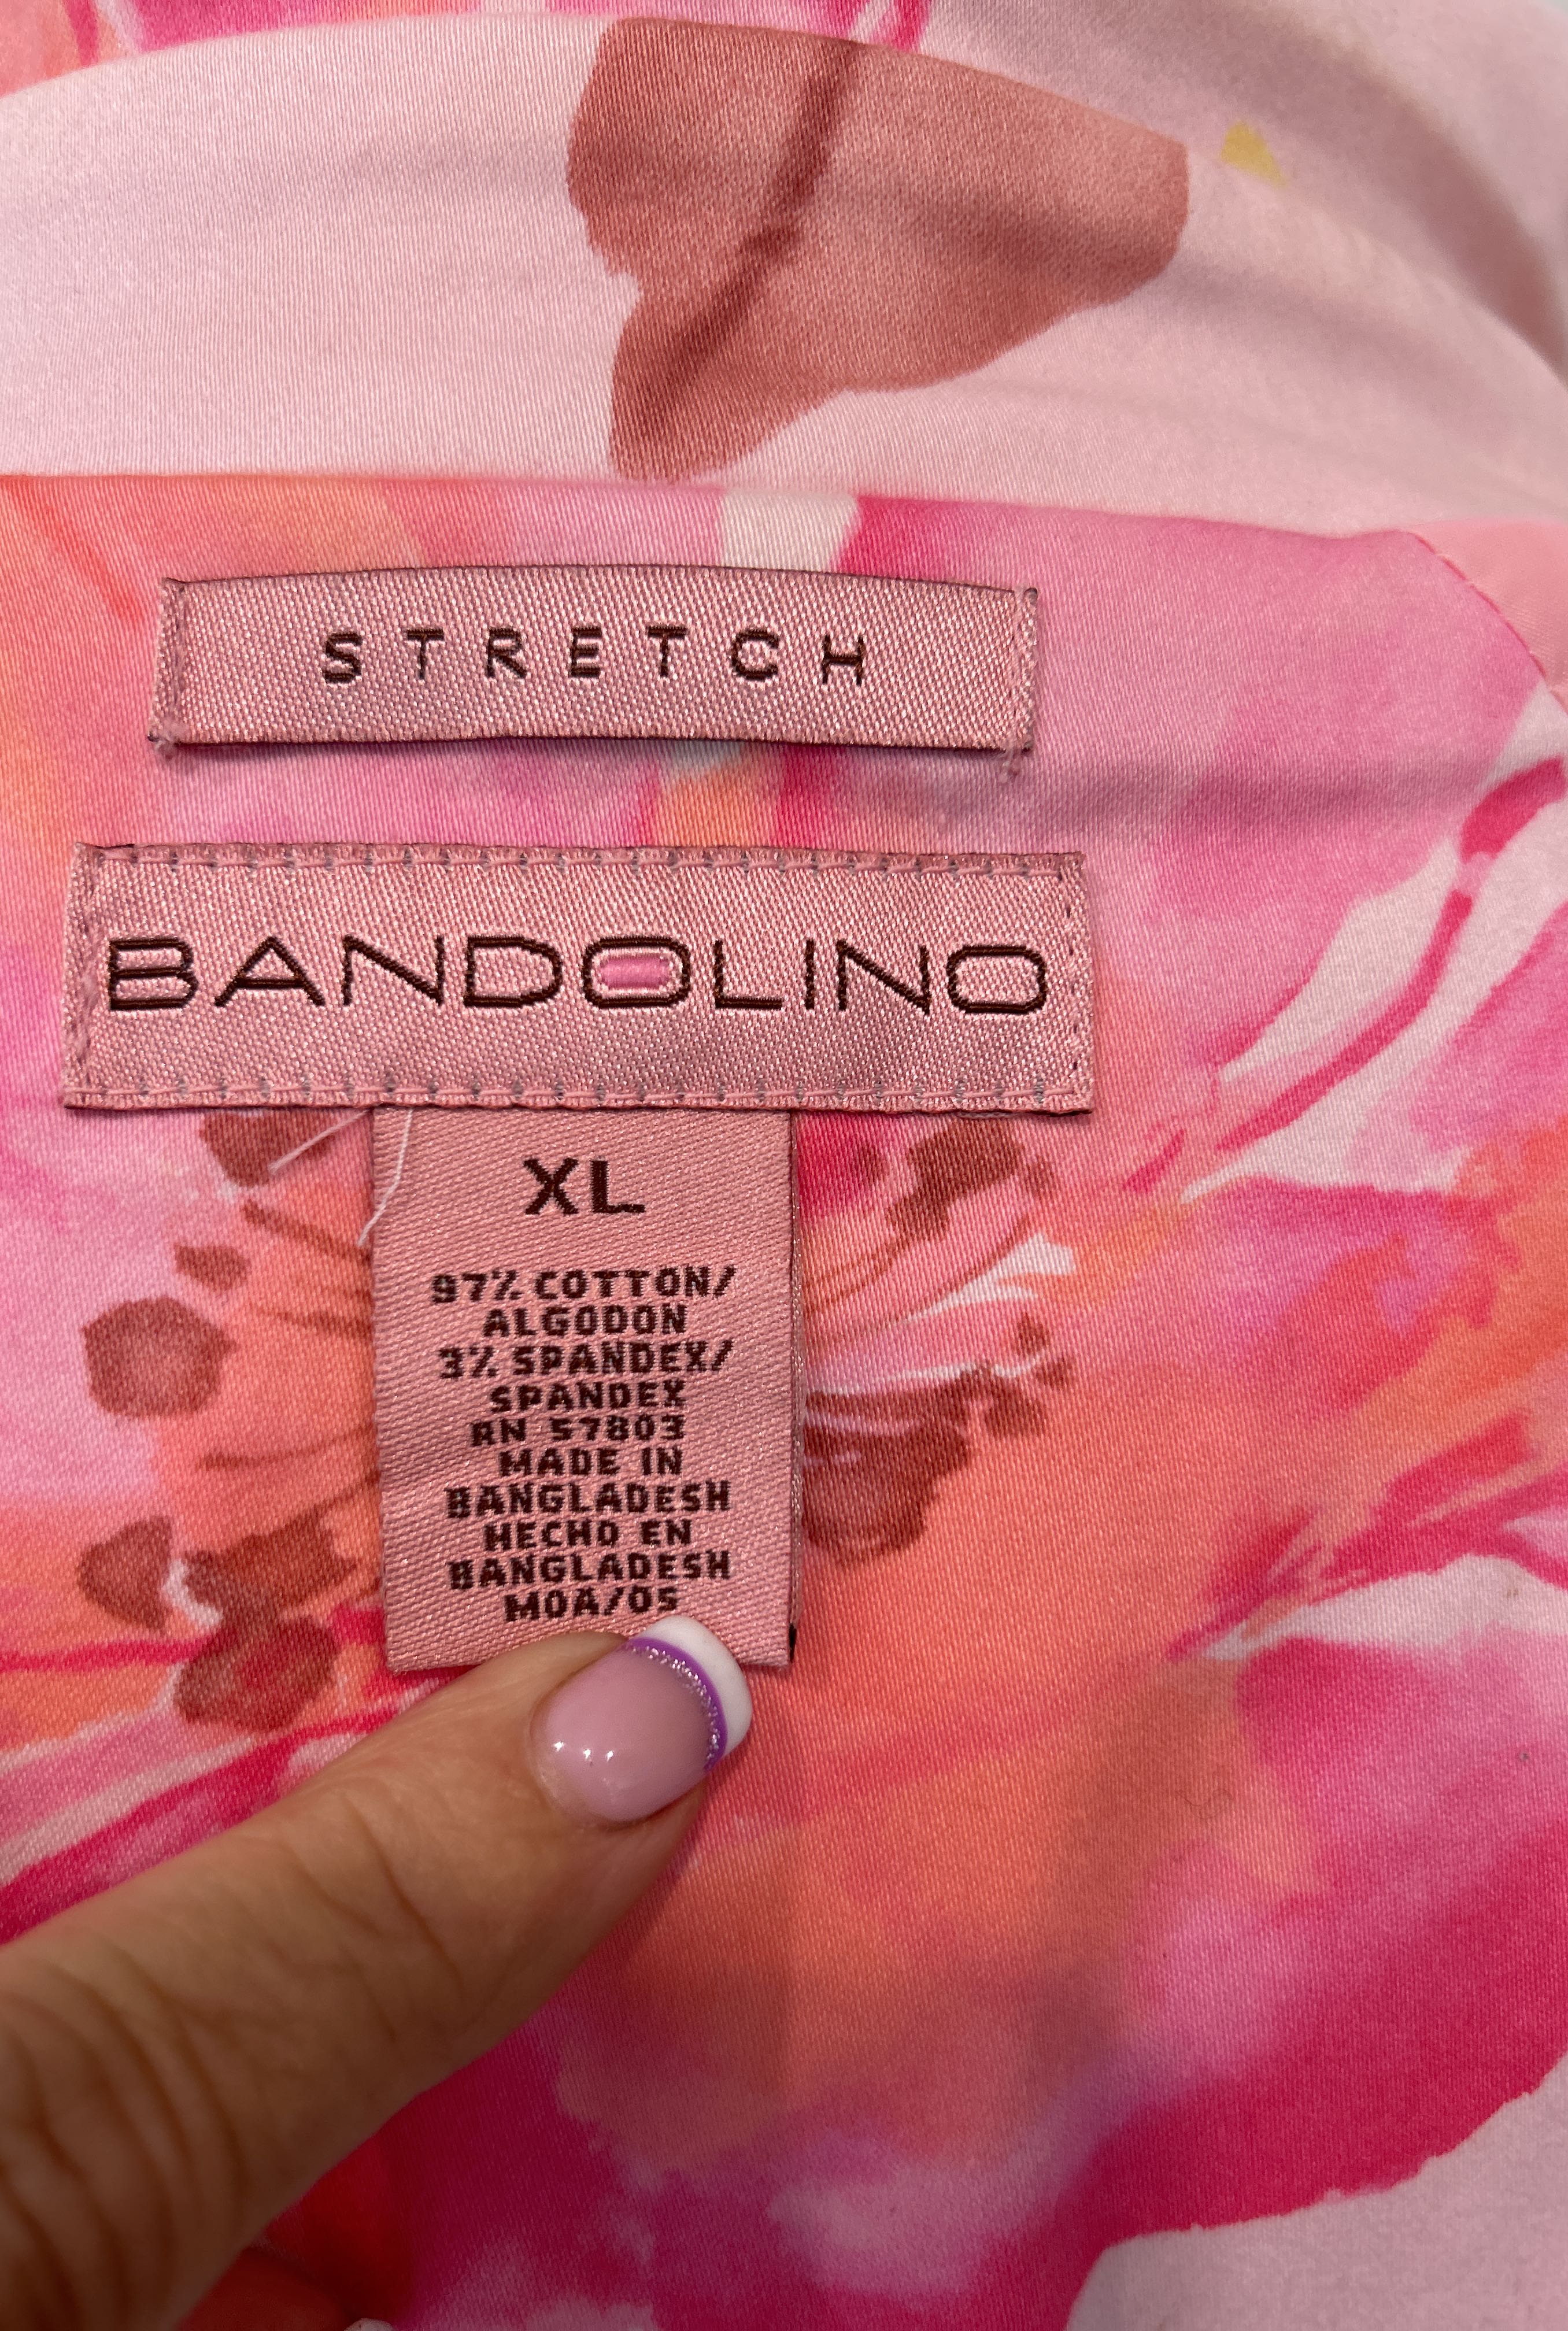 STRETCH
BANDOLINO
XL
97% COTTON/
ALGODON
3% SPANDEX/
SPANDEX
RN 57803
MADE IN
BANGLADESH
HECHO EN
BANGLADESH
MOA/05